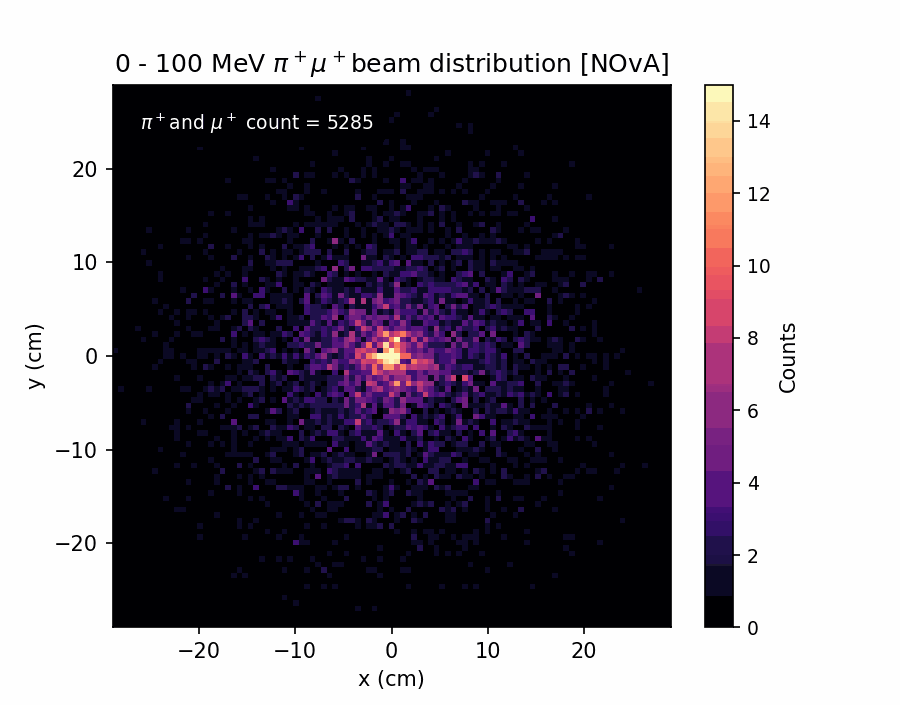 0 - 100 MeV π⁺μ⁺ beam distribution [NOvA]
π⁺ and μ⁺ count = 5285
20
10
0
−10
−20
y (cm)
−20 −10 0 10 20
x (cm)
14
12
10
8
6
4
2
0
Counts